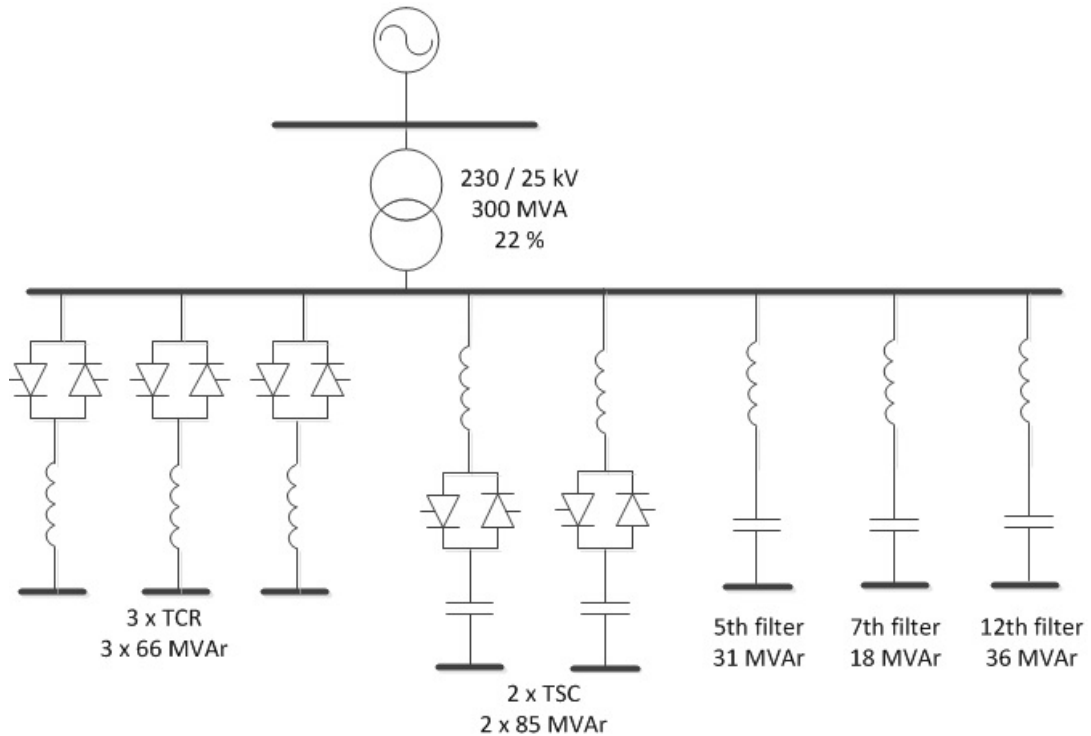 230 / 25 kV
300 MVA
22 %
3 x TCR
3 x 66 MVAr
2 x TSC
2 x 85 MVAr
5th filter
31 MVAr
7th filter
18 MVAr
12th filter
36 MVAr